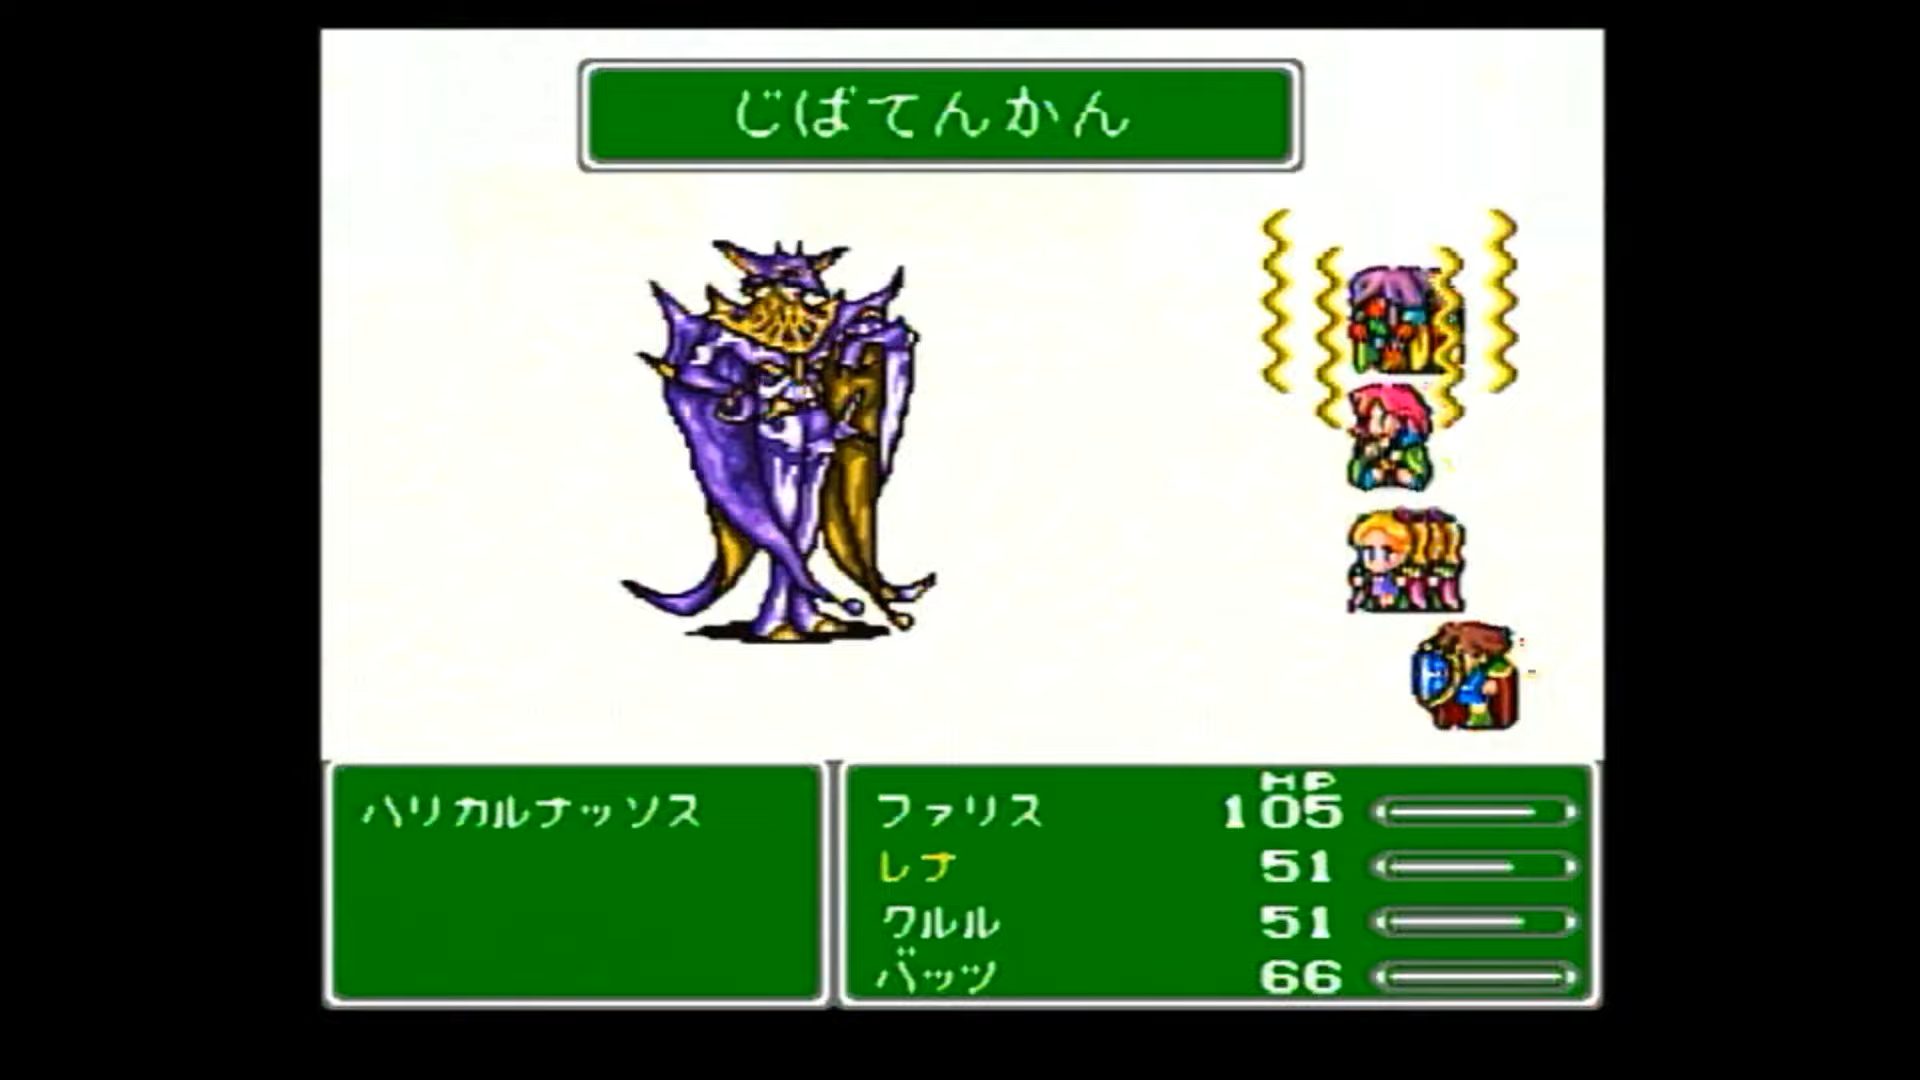 じばてんかん
ハリカルナッソス
MP
ファリス 105
レナ 51
クルル 51
バッツ 66